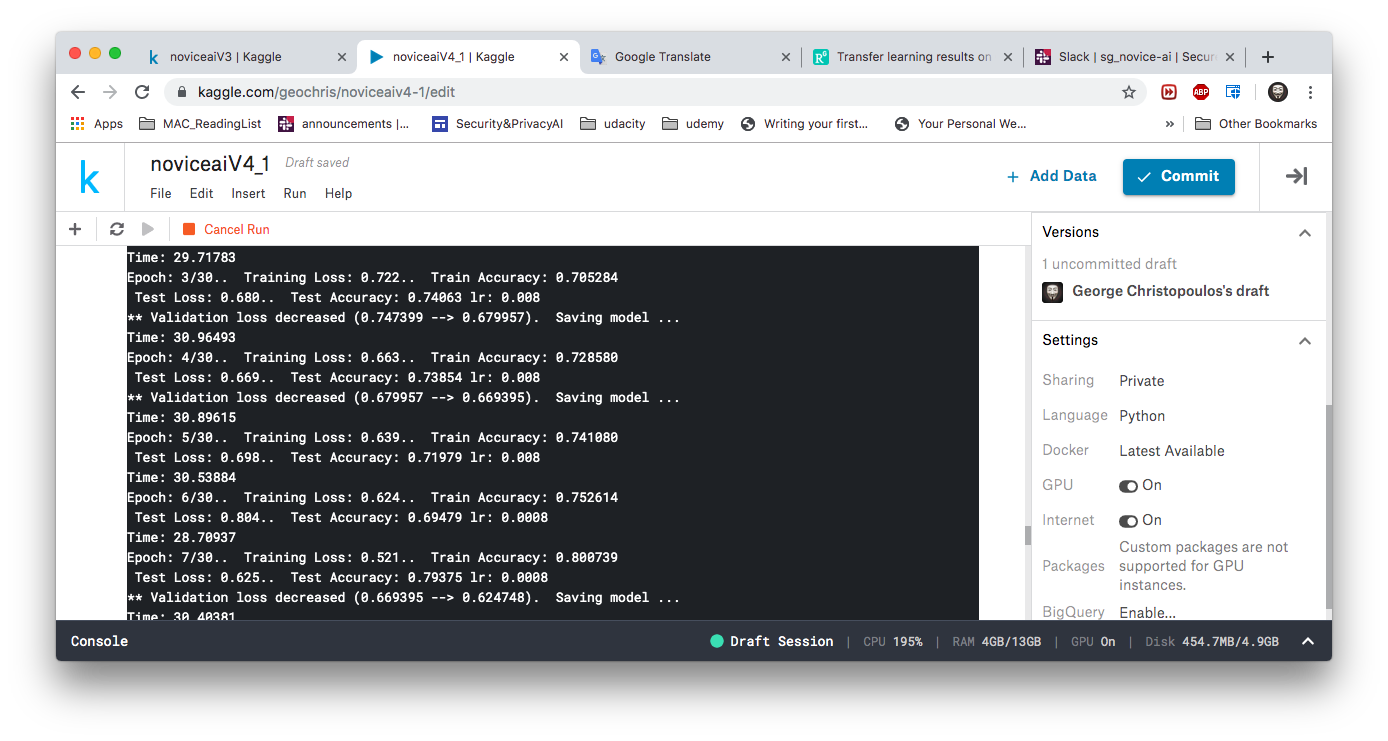 noviceaiV3 | Kaggle
noviceaiV4_1 | Kaggle
Google Translate
Transfer learning results on
Slack | sg_novice-ai | Secur
kaggle.com/geochris/noviceaiv4-1/edit
ABP
Apps MAC_ReadingList announcements |... Security&PrivacyAI udacity udemy Writing your first... Your Personal We... » Other Bookmarks
k
noviceaiV4_1 Draft saved
File Edit Insert Run Help
+ Add Data
Commit
Cancel Run
Time: 29.71783
Epoch: 3/30.. Training Loss: 0.722.. Train Accuracy: 0.705284
Test Loss: 0.680.. Test Accuracy: 0.74063 lr: 0.008
** Validation loss decreased (0.747399 --> 0.679957). Saving model ...
Time: 30.96493
Epoch: 4/30.. Training Loss: 0.663.. Train Accuracy: 0.728580
Test Loss: 0.669.. Test Accuracy: 0.73854 lr: 0.008
** Validation loss decreased (0.679957 --> 0.669395). Saving model ...
Time: 30.89615
Epoch: 5/30.. Training Loss: 0.639.. Train Accuracy: 0.741080
Test Loss: 0.698.. Test Accuracy: 0.71979 lr: 0.008
Time: 30.53884
Epoch: 6/30.. Training Loss: 0.624.. Train Accuracy: 0.752614
Test Loss: 0.804.. Test Accuracy: 0.69479 lr: 0.0008
Time: 28.70937
Epoch: 7/30.. Training Loss: 0.521.. Train Accuracy: 0.800739
Test Loss: 0.625.. Test Accuracy: 0.79375 lr: 0.0008
** Validation loss decreased (0.669395 --> 0.624748). Saving model ...
Time: 30.40381
Versions
1 uncommitted draft
George Christopoulos's draft
Settings
Sharing Private
Language Python
Docker Latest Available
GPU On
Internet On
Packages Custom packages are not
supported for GPU
instances.
BigQuery Enable...
Console
Draft Session | CPU 195% | RAM 4GB/13GB | GPU On | Disk 454.7MB/4.9GB